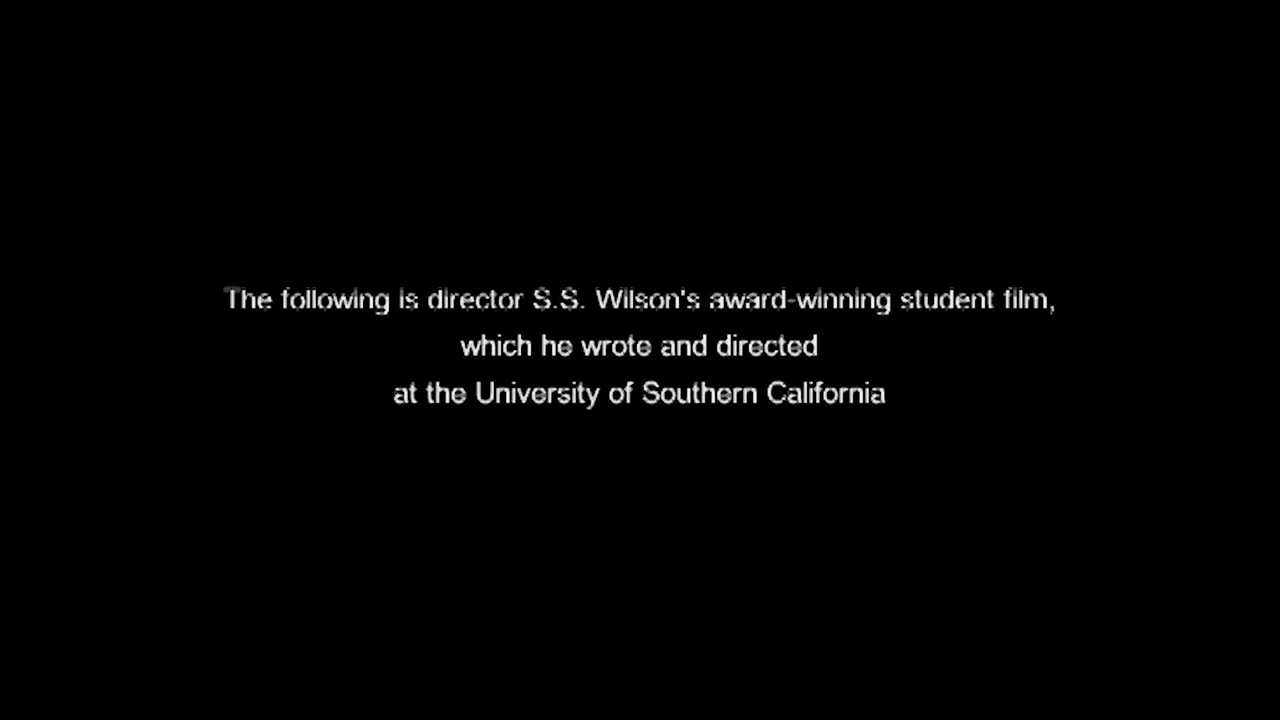 The following is director S.S. Wilson's award-winning student film,
which he wrote and directed
at the University of Southern California